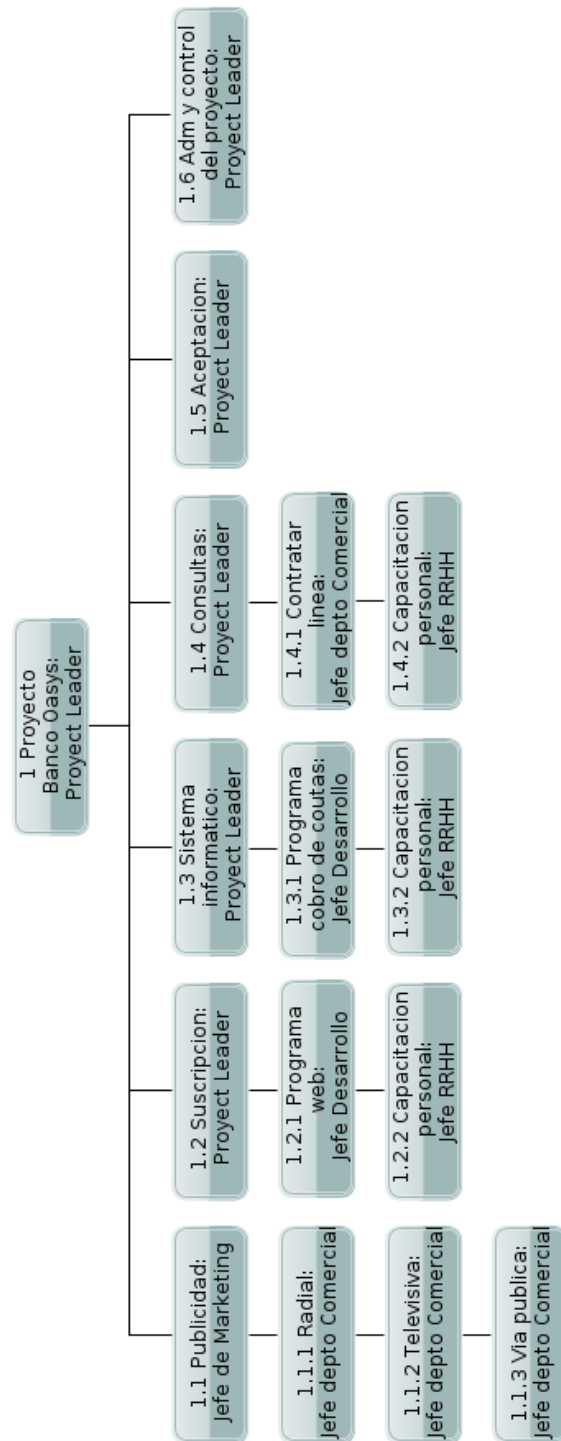 1 Proyecto
Banco Oasys:
Proyect Leader
1.1 Publicidad:
Jefe de Marketing
1.1.1 Radial:
Jefe depto Comercial
1.1.2 Televisiva:
Jefe depto Comercial
1.1.3 Via publica:
Jefe depto Comercial
1.2 Suscripcion:
Proyect Leader
1.2.1 Programa
web:
Jefe Desarrollo
1.2.2 Capacitacion
personal:
Jefe RRHH
1.3 Sistema
informatico:
Proyect Leader
1.3.1 Programa
cobro de coutas:
Jefe Desarrollo
1.3.2 Capacitacion
personal:
Jefe RRHH
1.4 Consultas:
Proyect Leader
1.4.1 Contratar
linea:
Jefe depto Comercial
1.4.2 Capacitacion
personal:
Jefe RRHH
1.5 Aceptacion:
Proyect Leader
1.6 Adm y control
del proyecto:
Proyect Leader